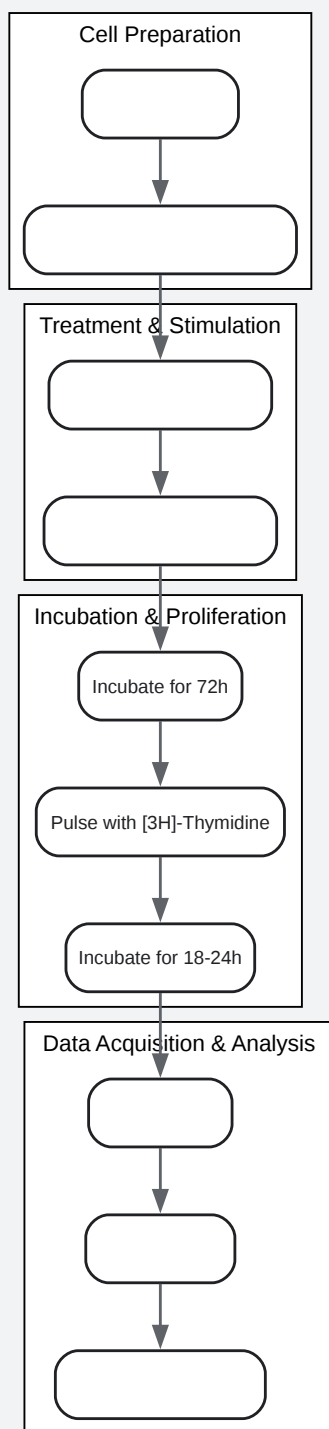 Cell Preparation
Treatment & Stimulation
Incubation & Proliferation
Incubate for 72h
Pulse with [3H]-Thymidine
Incubate for 18-24h
Data Acquisition & Analysis